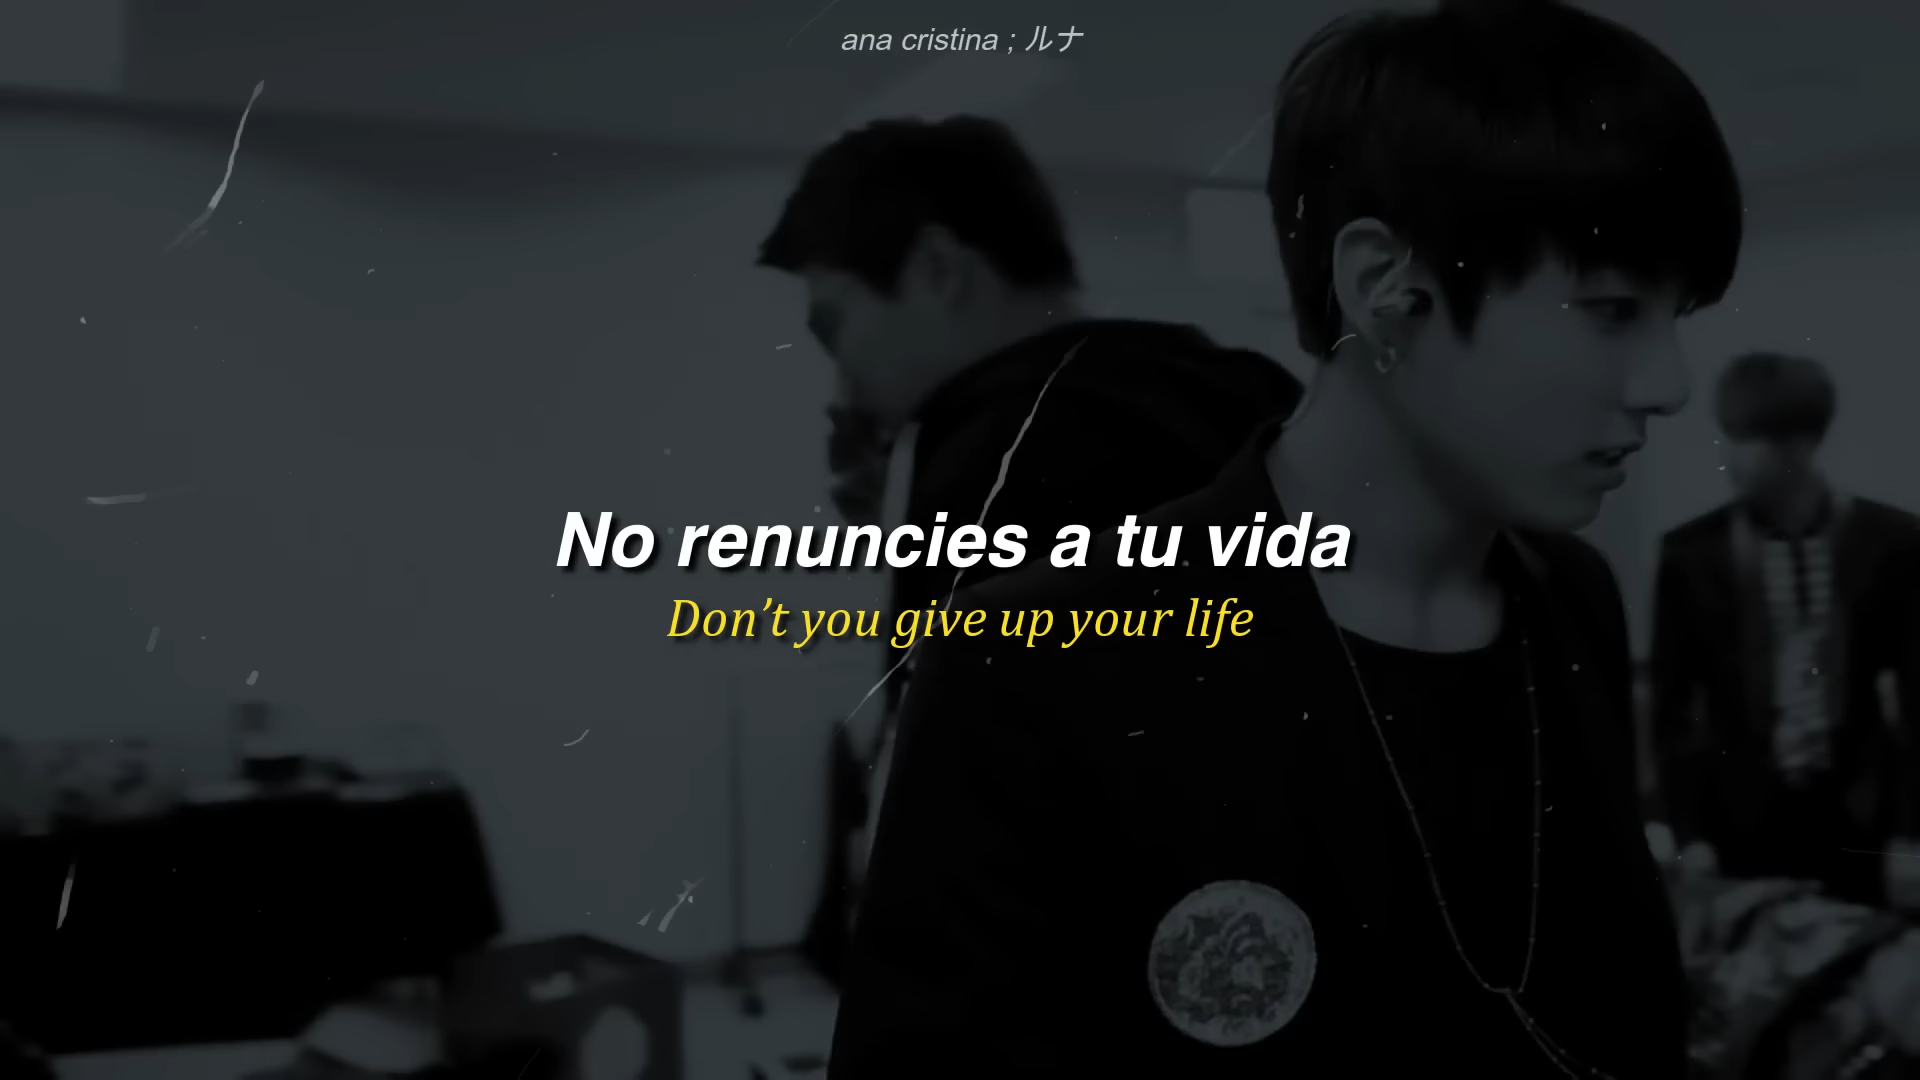 ana cristina ; ルナ
No renuncies a tu vida
Don’t you give up your life